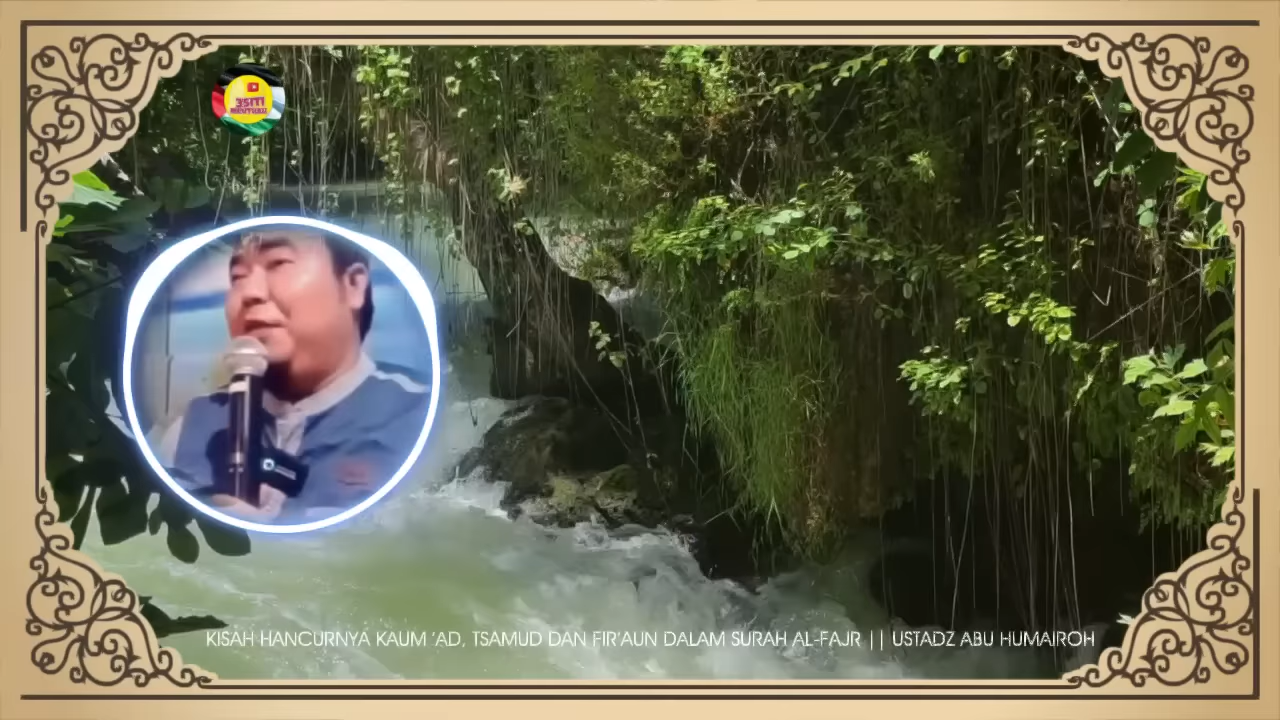 KISAH HANCURNYA KAUM 'AD, TSAMUD DAN FIR'AUN DALAM SURAH AL-FAJR || USTADZ ABU HUMAIROH